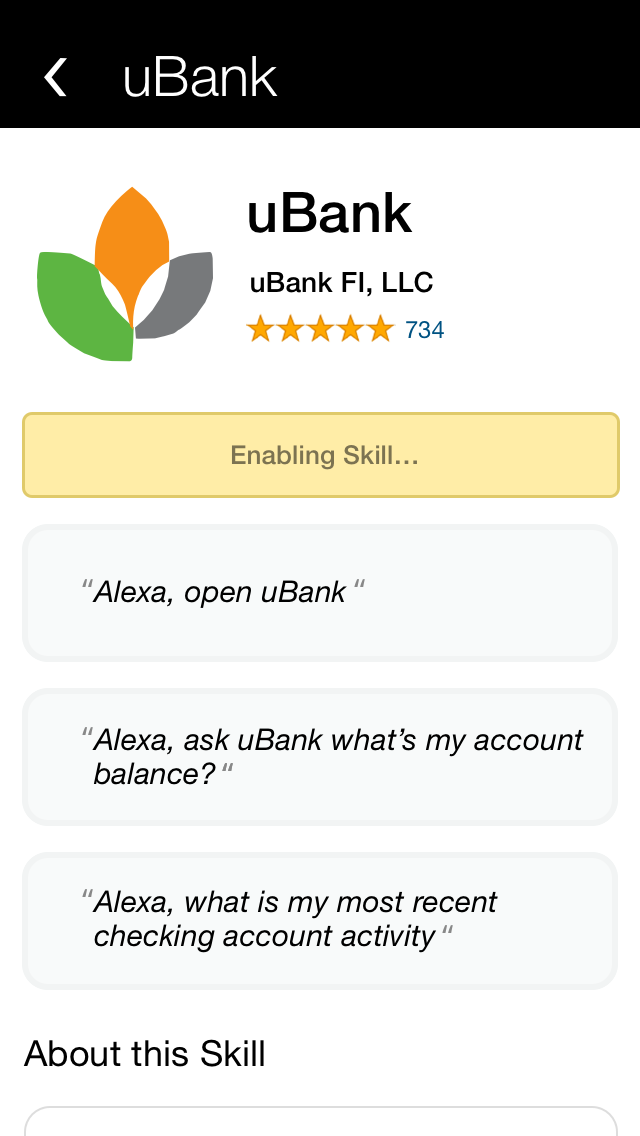 uBank
uBank
uBank FI, LLC
734
Enabling Skill...
“Alexa, open uBank “
“Alexa, ask uBank what’s my account
balance? “
“Alexa, what is my most recent
checking account activity “
About this Skill